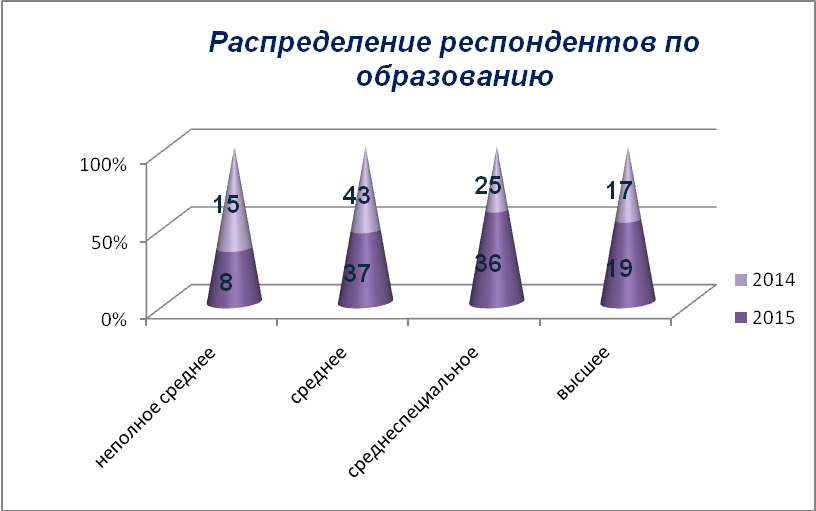 Распределение респондентов по
образованию
100%
50%
0%
15
43
25
17
8
37
36
19
2014
2015
неполное среднее
среднее
среднеспециальное
высшее